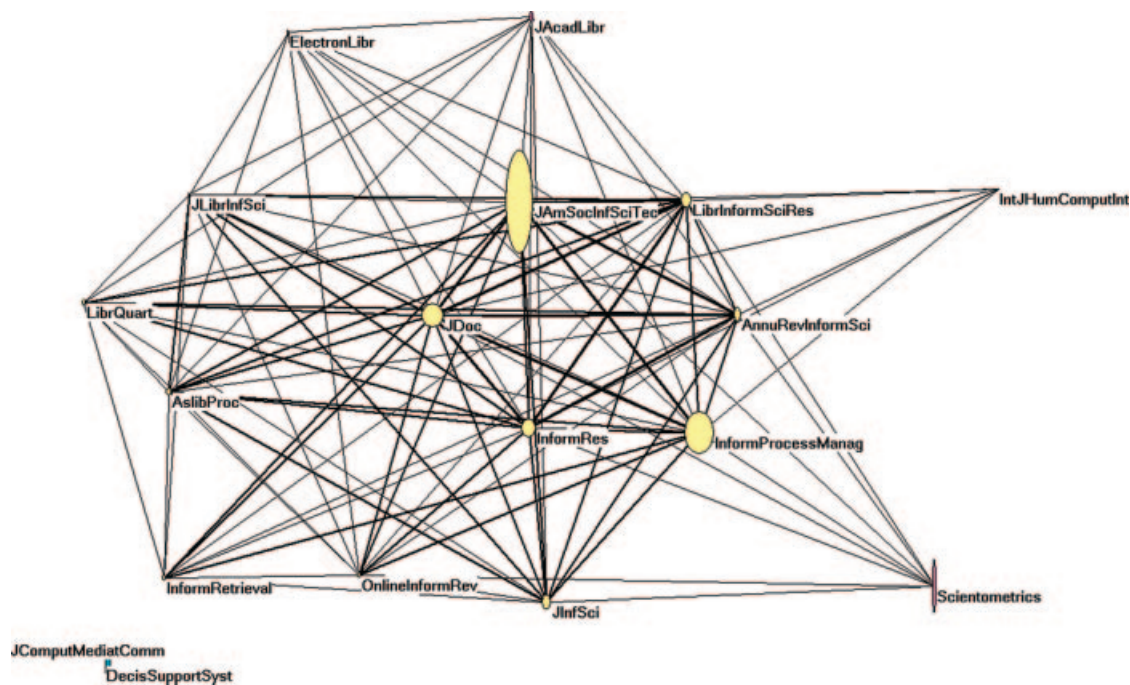 JAcadLibr
ElectronLibr
JLibrInfSci
JAmSocInfSciTec
LibrInformSciRes
IntJHumComputInt
LibrQuart
JDoc
AnnuRevInformSci
AslibProc
InformRes
InformProcessManag
InformRetrieval
OnlineInformRev
JInfSci
Scientometrics
JComputMediatComm
DecisSupportSyst